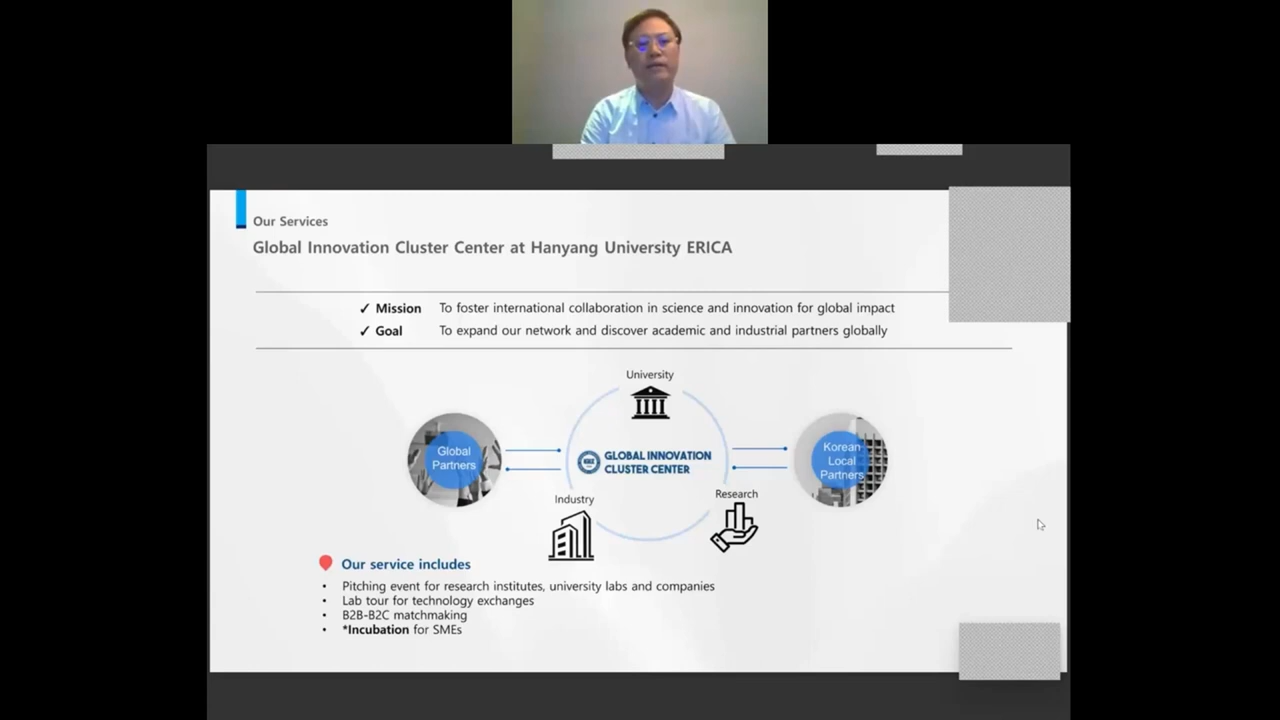 Our Services
Global Innovation Cluster Center at Hanyang University ERICA
✓ Mission To foster international collaboration in science and innovation for global impact
✓ Goal To expand our network and discover academic and industrial partners globally
University
Global
Partners
GLOBAL INNOVATION
CLUSTER CENTER
Korean
Local
Partners
Industry
Research
Our service includes
• Pitching event for research institutes, university labs and companies
• Lab tour for technology exchanges
• B2B-B2C matchmaking
• *Incubation for SMEs